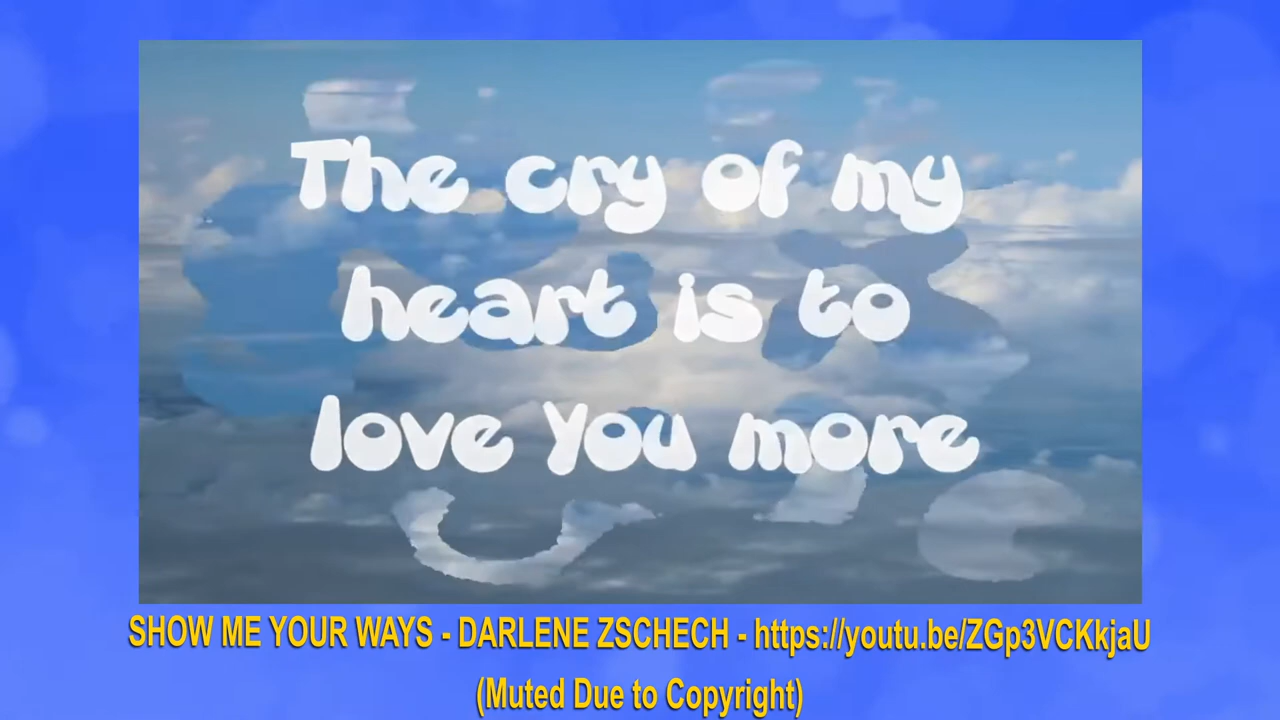 The cry of my
heart is to
love You more
SHOW ME YOUR WAYS - DARLENE ZSCHECH - https://youtu.be/ZGp3VCKkjaU
(Muted Due to Copyright)